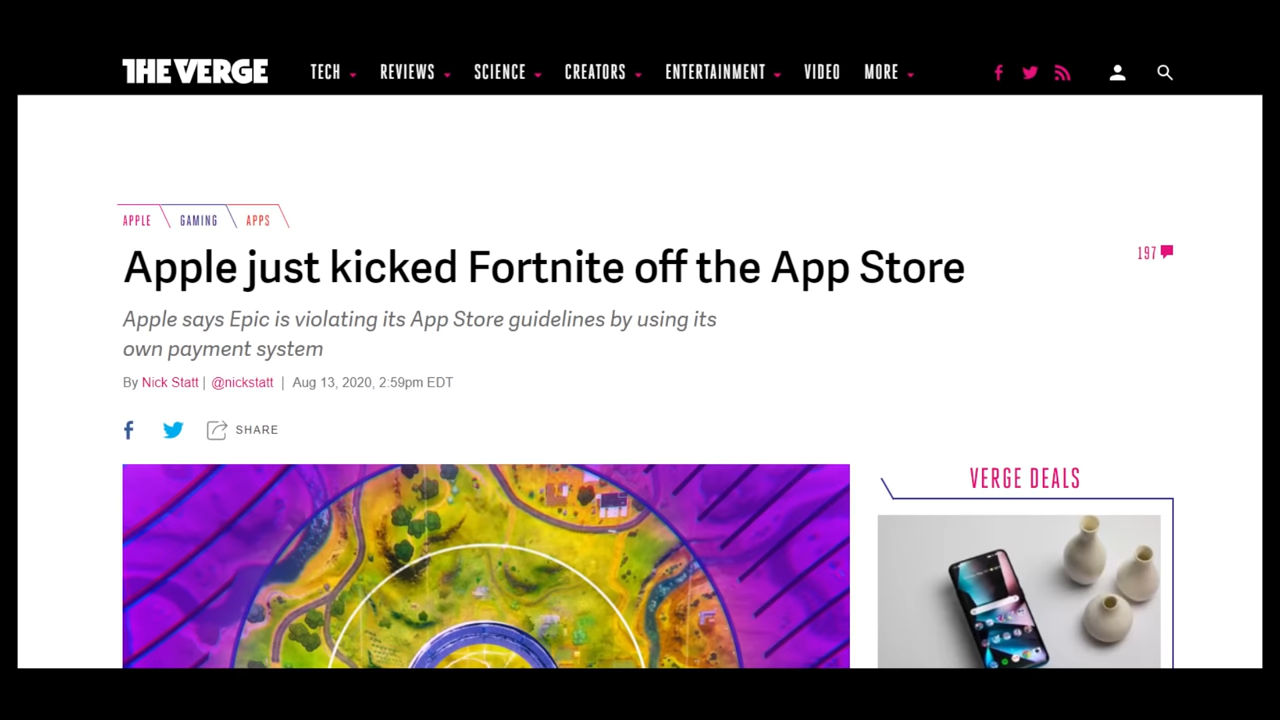 THE VERGE TECH REVIEWS SCIENCE CREATORS ENTERTAINMENT VIDEO MORE
APPLE GAMING APPS
Apple just kicked Fortnite off the App Store
197
Apple says Epic is violating its App Store guidelines by using its
own payment system
By Nick Statt | @nickstatt | Aug 13, 2020, 2:59pm EDT
SHARE
VERGE DEALS